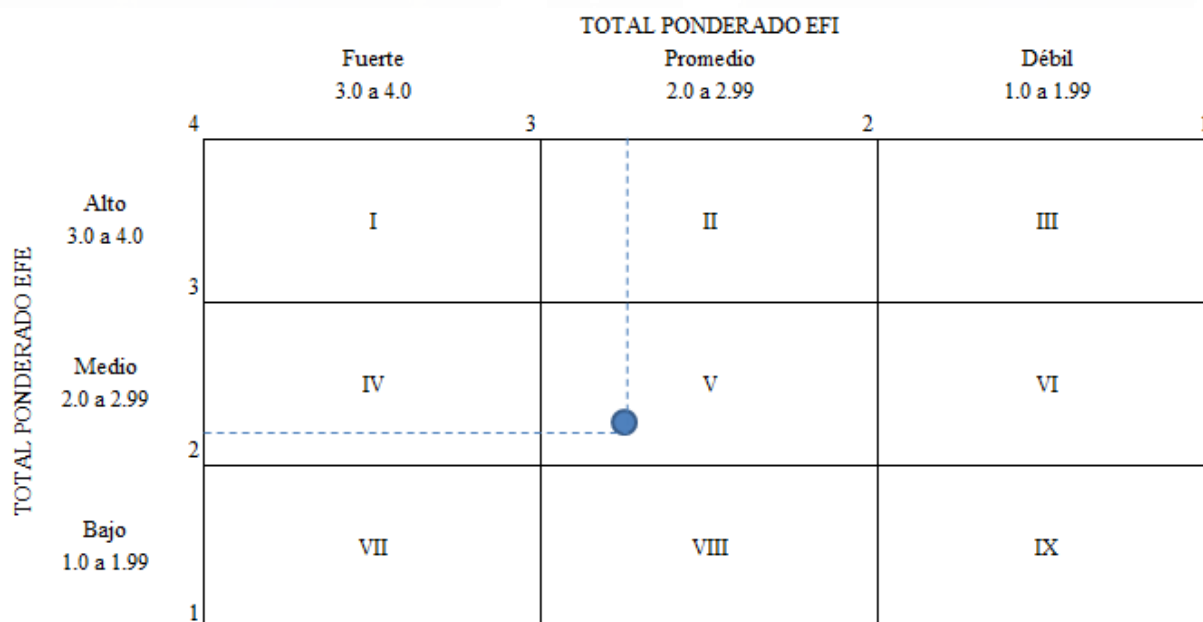 TOTAL PONDERADO EFI
Fuerte Promedio Débil
3.0 a 4.0 2.0 a 2.99 1.0 a 1.99
4 3 2 1
Alto
3.0 a 4.0
I II III
3
TOTAL PONDERADO EFE
Medio
2.0 a 2.99
IV V VI
2
Bajo
1.0 a 1.99
VII VIII IX
1